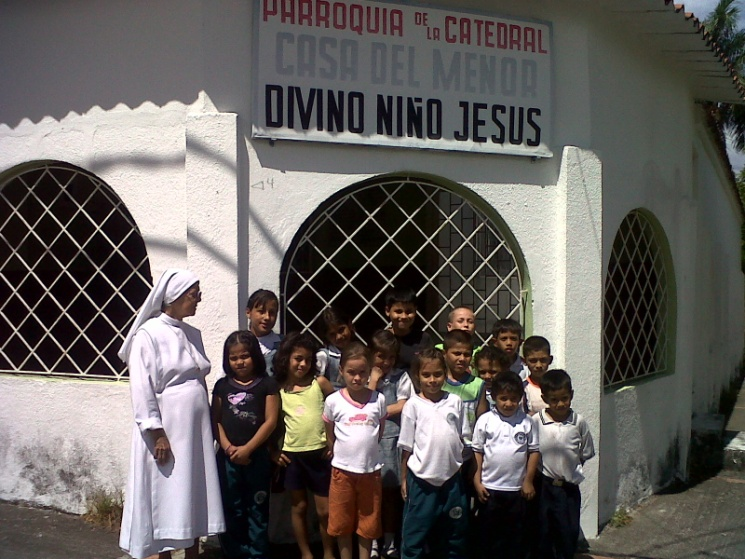 PARROQUIA DE LA CATEDRAL
CASA DEL MENOR
DIVINO NIÑO JESUS